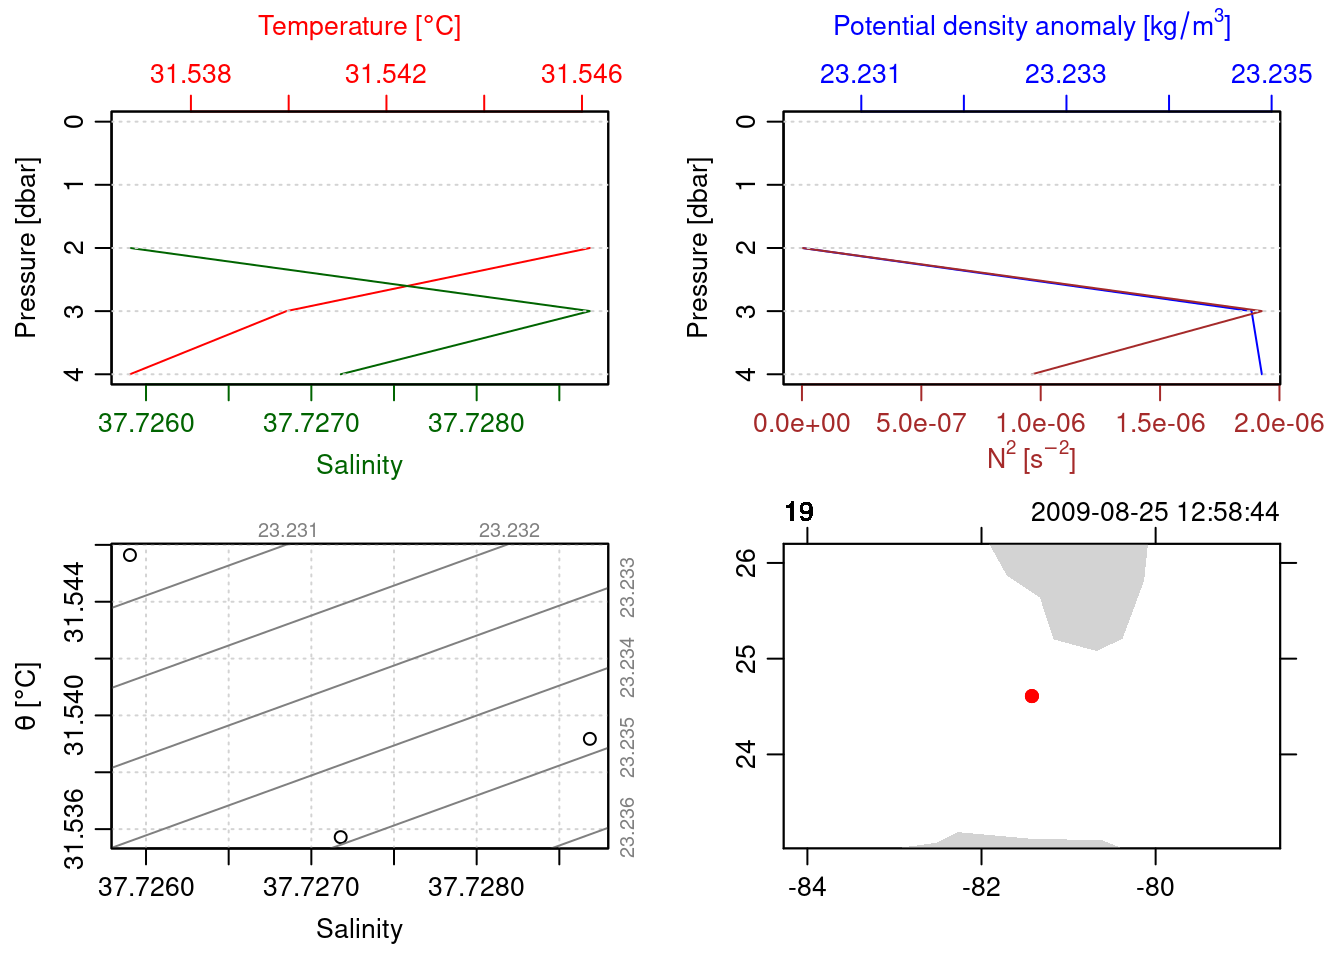 Temperature [°C]
31.538 31.542 31.546
Pressure [dbar]
0
1
2
3
4
37.7260 37.7270 37.7280
Salinity
Potential density anomaly [kg/m³]
23.231 23.233 23.235
Pressure [dbar]
0
1
2
3
4
0.0e+00 5.0e-07 1.0e-06 1.5e-06 2.0e-06
N² [s⁻²]
23.231 23.232
23.233
23.234
23.235
23.236
θ [°C]
31.544
31.540
31.536
37.7260 37.7270 37.7280
Salinity
19 2009-08-25 12:58:44
26
25
24
-84 -82 -80